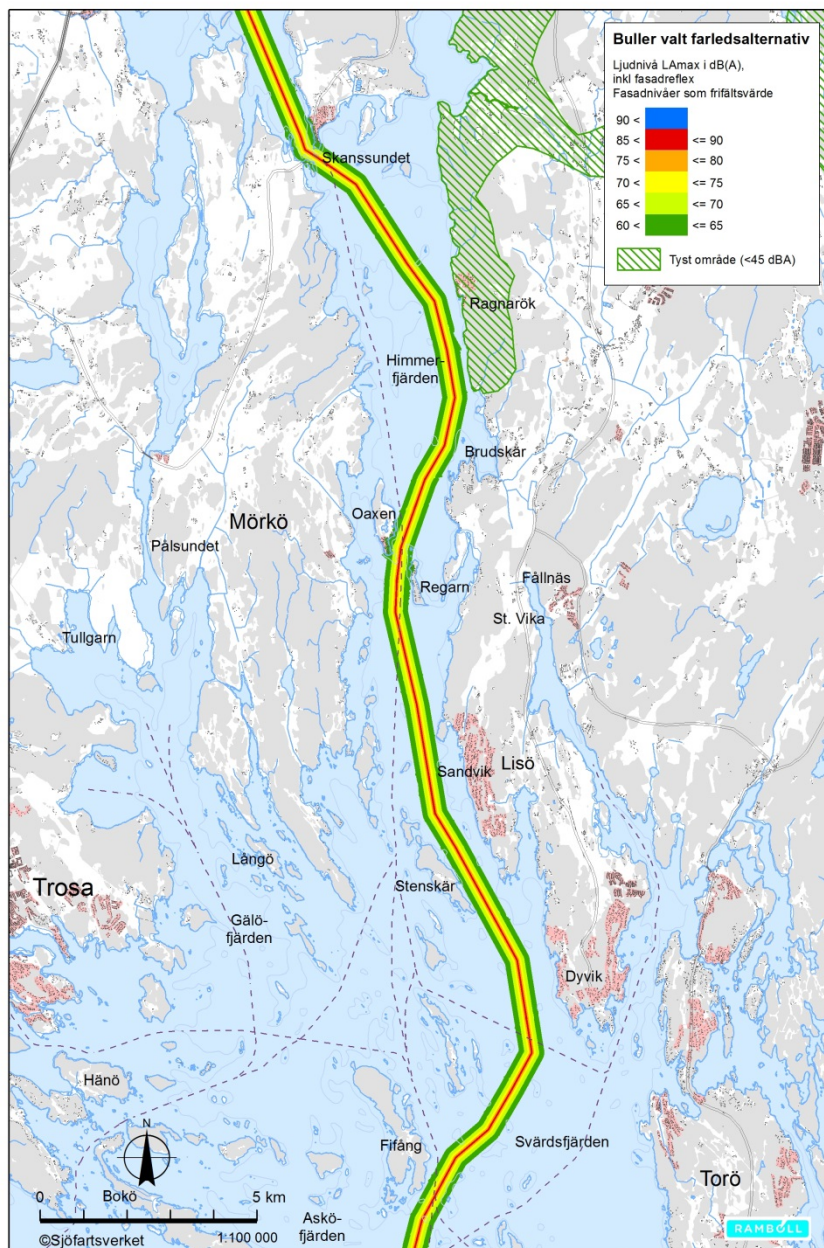 Buller valt farledsalternativ
Ljudnivå LAmax i dB(A),
inkl fasadreflex
Fasadnivåer som frifältsvärde
90 <
85 < <= 90
75 < <= 80
70 < <= 75
65 < <= 70
60 < <= 65
Tyst område (<45 dBA)
Skanssundet
Ragnarök
Himmer-
fjärden
Brudskär
Oaxen
Mörkö
Pålsundet
Regarn
Fållnäs
St. Vika
Tullgarn
Sandvik
Lisö
Långö
Stenskär
Trosa
Gälö-
fjärden
Dyvik
Hänö
Fifång
Svärdsfjärden
Torö
N
Bokö
0 5 km
Askö-
fjärden
©Sjöfartsverket
1:100 000
RAMBOLL